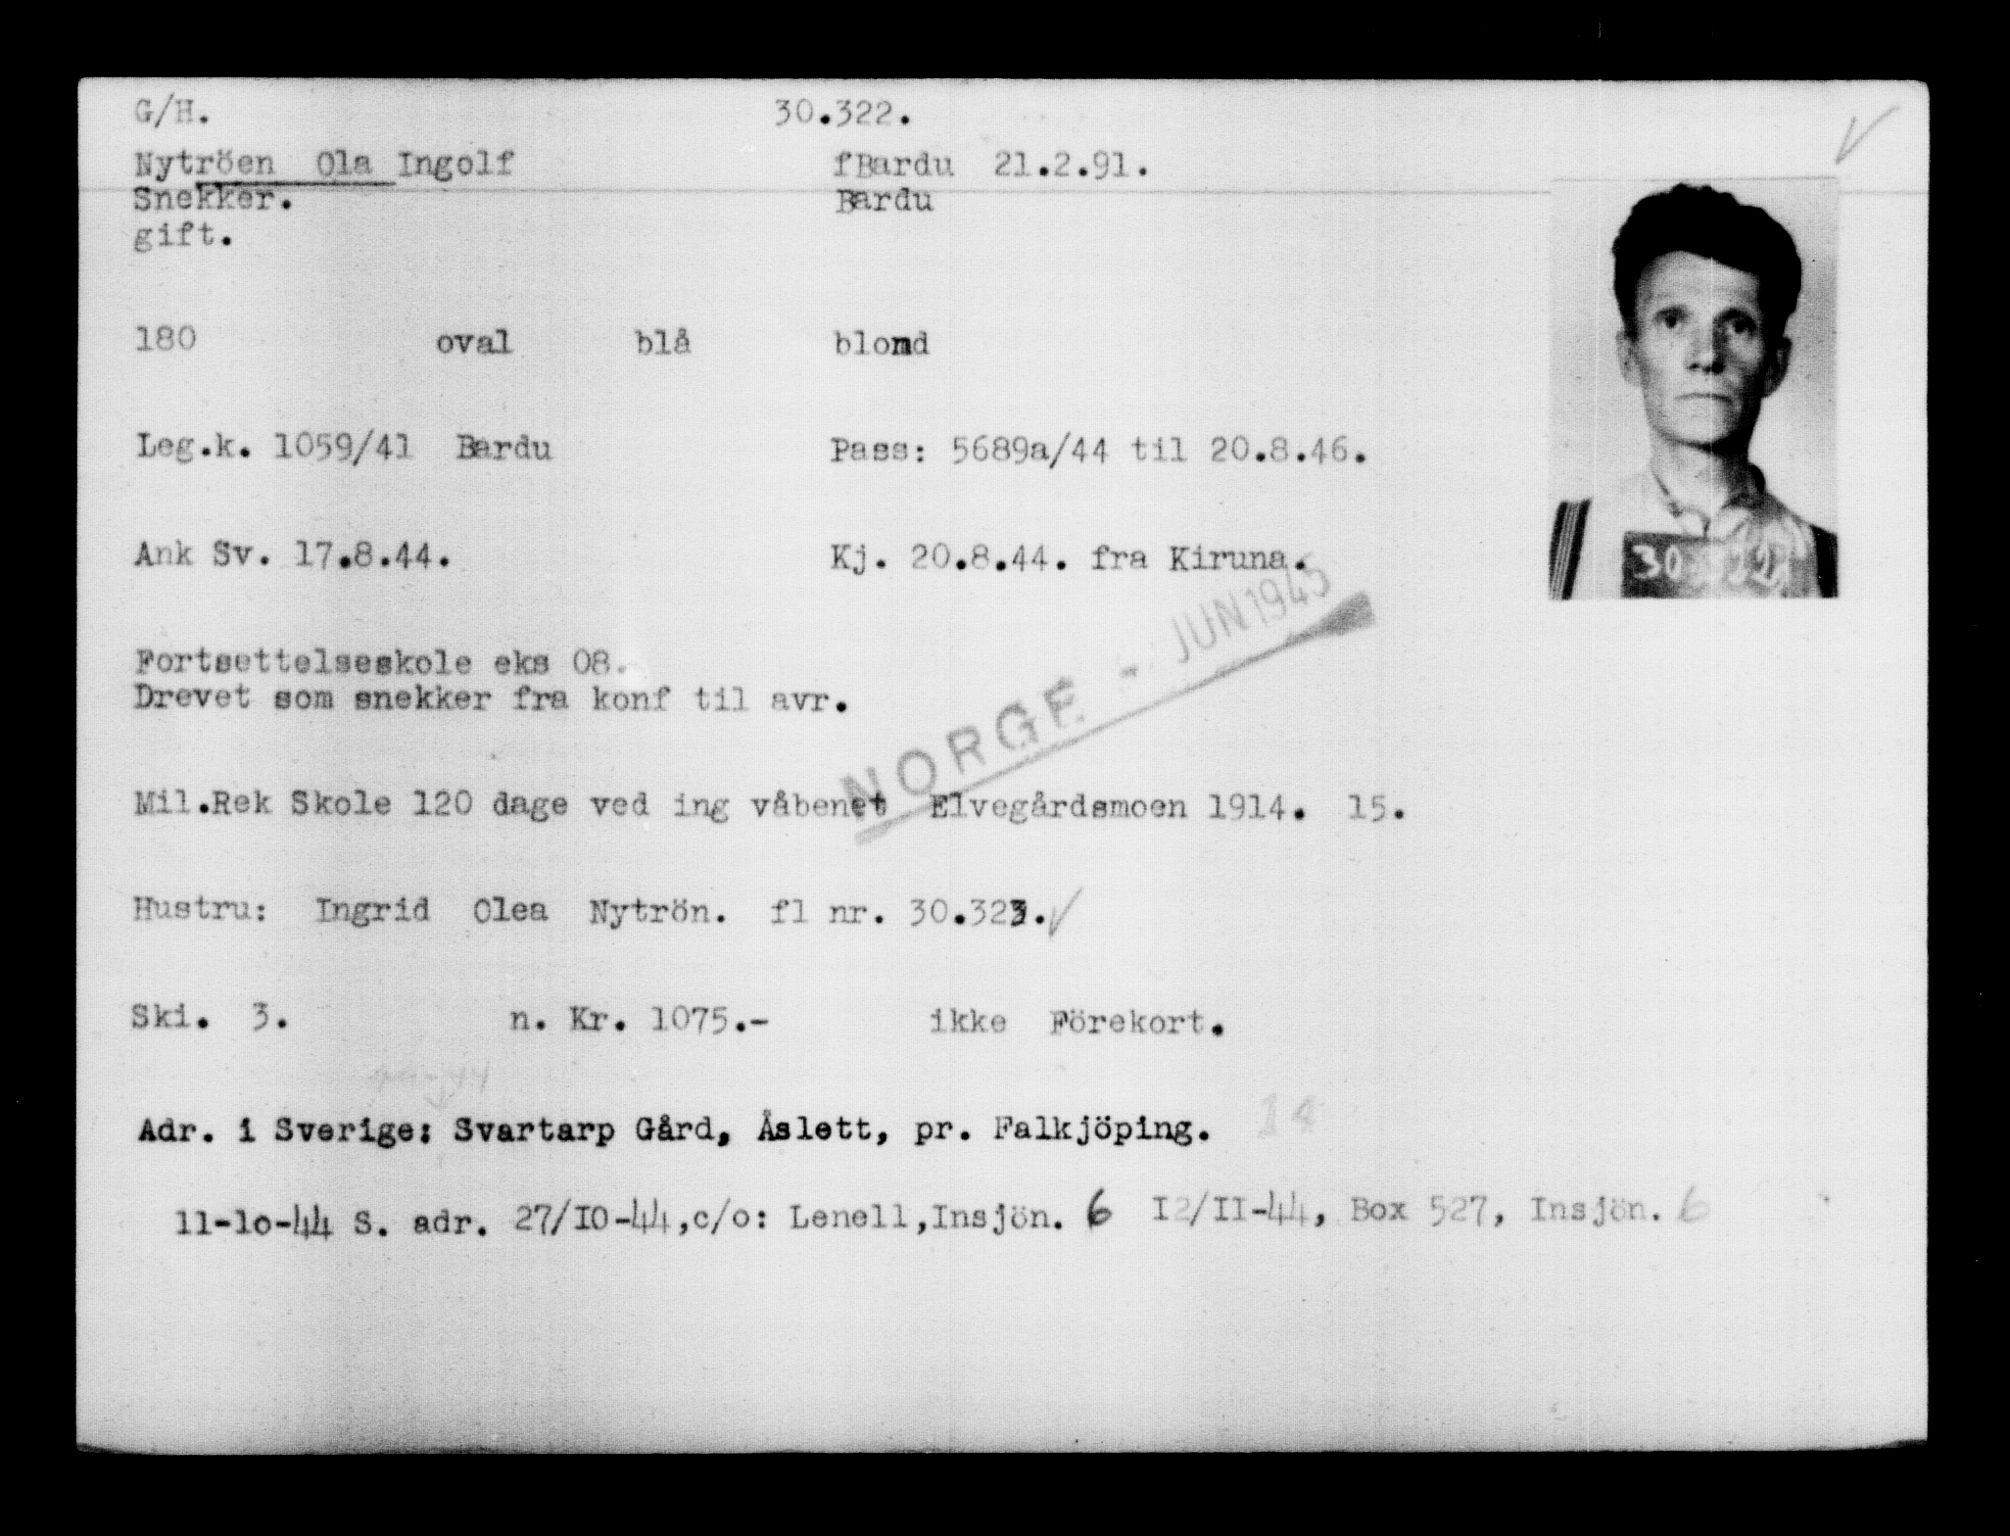 G/H. 30.322.
Nytröen Ola Ingolf fBardu 21.2.91.
Snekker. Bardu
gift.
180 oval blå blond
Leg.k. 1059/41 Bardu Pass: 5689a/44 til 20.8.46.
Ank Sv. 17.8.44. Kj. 20.8.44. fra Kiruna.
30322
NORGE - JUN 1945
Fortsettelseskole eks 08.
Drevet som snekker fra konf til avr.
Mil.Rek Skole 120 dage ved ing våbenet Elvegårdsmoen 1914. 15.
Hustru: Ingrid Olea Nytrön. fl nr. 30.323.
Ski. 3. n. Kr. 1075.- ikke Förekort.
Adr. i Sverige: Svartarp Gård, Åslett, pr. Falkjöping. 14
11-10-44 S. adr. 27/IO-44,c/o: Lenell,Insjön. 6 I2/II-44, Box 527, Insjön. 6